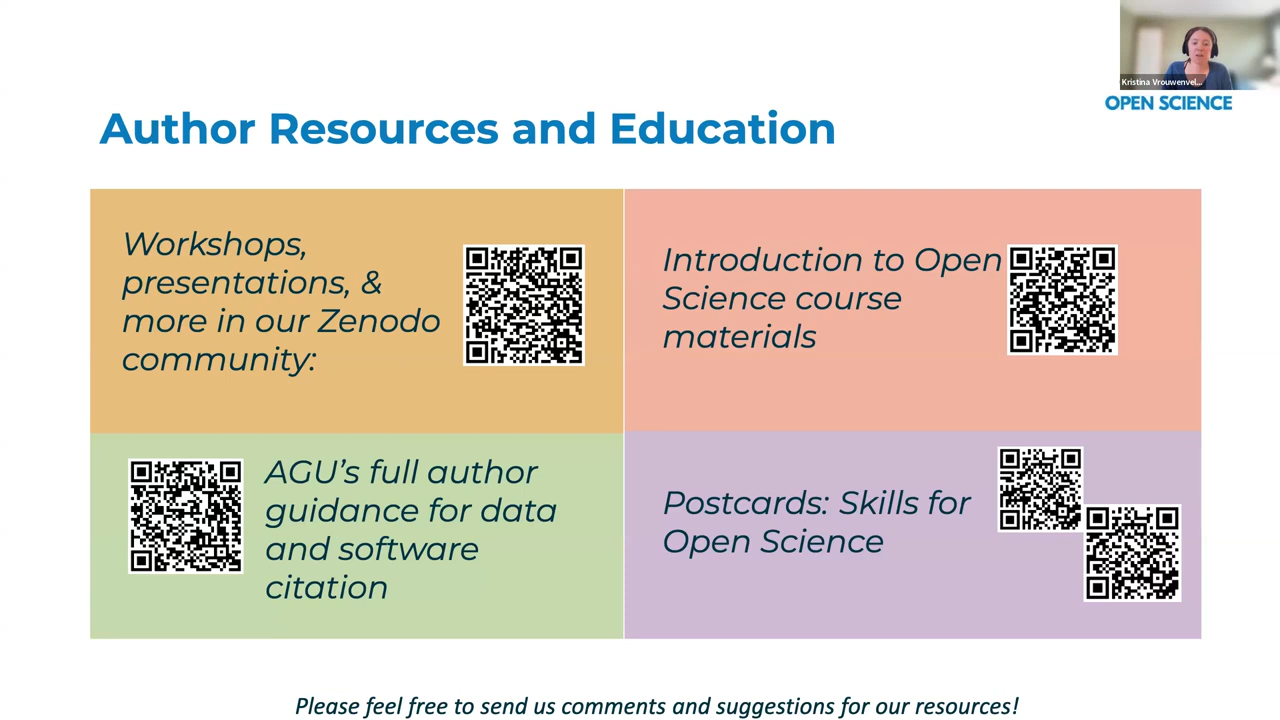 Kristina Vrouwenvel...
OPEN SCIENCE
Author Resources and Education
Workshops,
presentations, &
more in our Zenodo
community:
Introduction to Open
Science course
materials
AGU’s full author
guidance for data
and software
citation
Postcards: Skills for
Open Science
Please feel free to send us comments and suggestions for our resources!